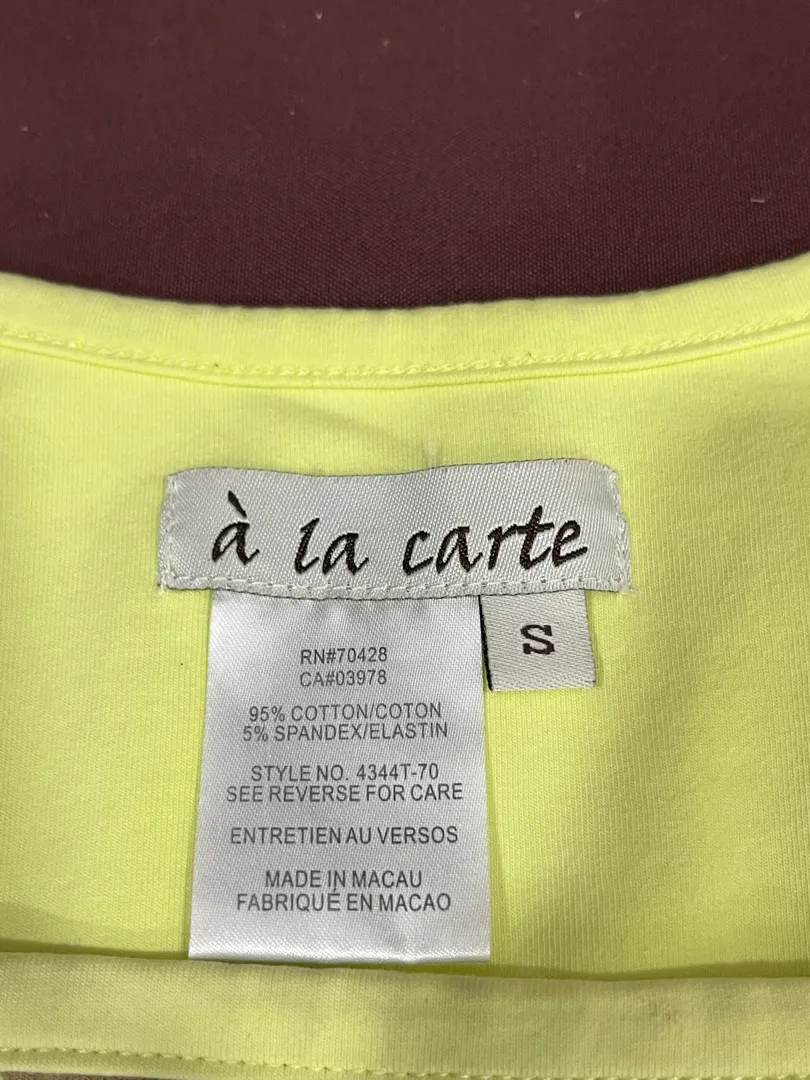 à la carte
S
RN#70428
CA#03978
95% COTTON/COTON
5% SPANDEX/ELASTIN
STYLE NO. 4344T-70
SEE REVERSE FOR CARE
ENTRETIEN AU VERSOS
MADE IN MACAU
FABRIQUÉ EN MACAO